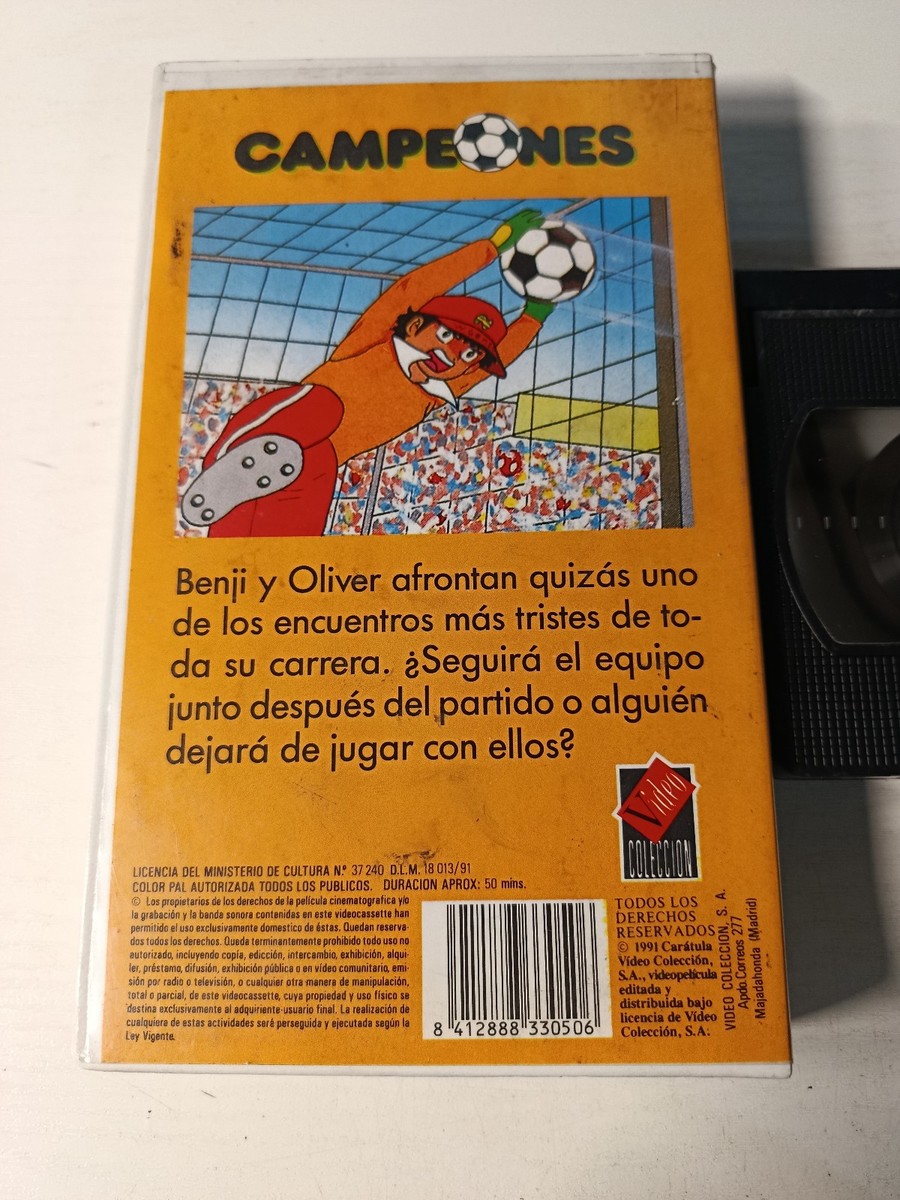 CAMPEONES
Benji y Oliver afrontan quizás uno
de los encuentros más tristes de to-
da su carrera. ¿Seguirá el equipo
junto después del partido o alguién
dejará de jugar con ellos?
Vídeo
COLECCION
LICENCIA DEL MINISTERIO DE CULTURA N.º 37 240 D.L.M. 18 013/91
COLOR PAL AUTORIZADA TODOS LOS PUBLICOS. DURACION APROX: 50 mins.
© Los propietarios de los derechos de la película cinematografica y/o
la grabación y la banda sonora contenidas en este videocassette han
permitido el uso exclusivamente domestico de éstas. Quedan reserva-
dos todos los derechos. Queda terminantemente prohibido todo uso no
autorizado, incluyendo copia, edicción, intercambio, exhibición, alqui-
ler, préstamo, difusión, exhibición pública o en vídeo comunitario, emi-
sión por radio o televisión, o cualquier otra manera de manipulación,
total o parcial, de este videocassette, cuya propiedad y uso físico se
destina exclusivamente al adquiriente-usuario final. La realización de
cualquiera de estas actividades seré perseguida y ejecutada según la
Ley Vigente.
8 412888 330506
TODOS LOS
DERECHOS
RESERVADOS
© 1991 Carátula
Vídeo Colección,
S.A., videopelícula
editada y
distribuida bajo
licencia de Vídeo
Colección, S.A.
VIDEO COLECCION, S. A.
Apdo. Correos 277
Majadahonda (Madrid)